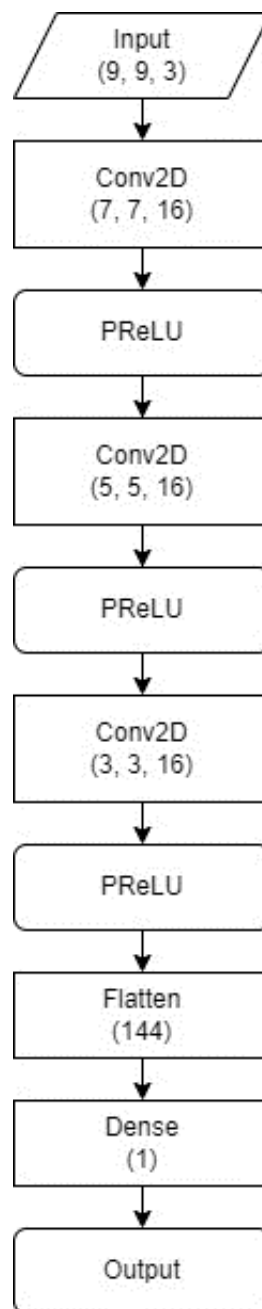 Input
(9, 9, 3)
Conv2D
(7, 7, 16)
PReLU
Conv2D
(5, 5, 16)
PReLU
Conv2D
(3, 3, 16)
PReLU
Flatten
(144)
Dense
(1)
Output